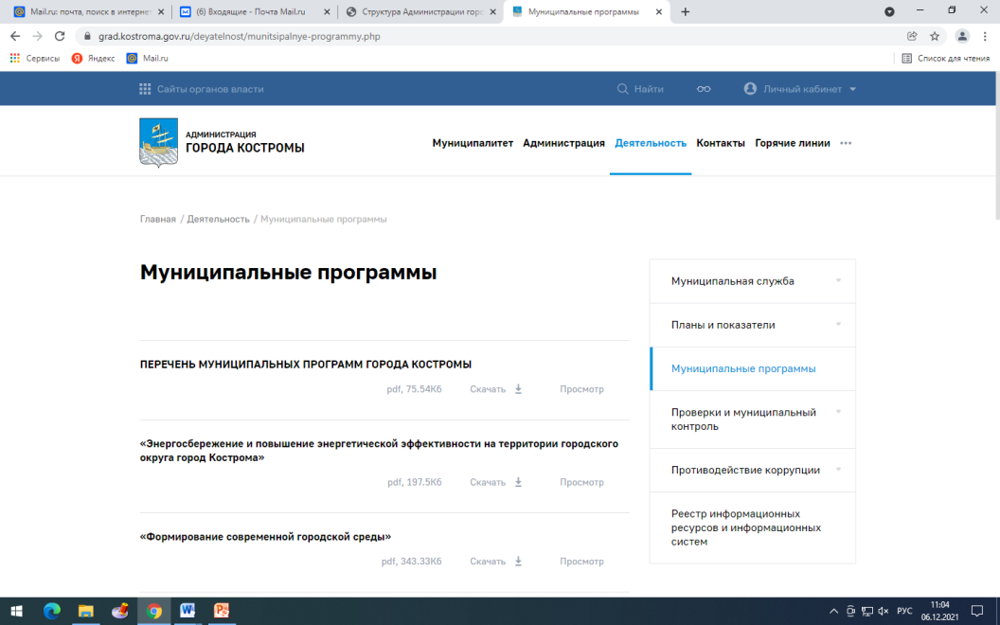 Mail.ru: почта, поиск в интернет
(6) Входящие - Почта Mail.ru
Структура Администрации горо
Муниципальные программы
grad.kostroma.gov.ru/deyatelnost/munitsipalnye-programmy.php
Сервисы
Яндекс
Mail.ru
Список для чтения
Сайты органов власти
Найти
Личный кабинет
АДМИНИСТРАЦИЯ
ГОРОДА КОСТРОМЫ
Муниципалитет Администрация Деятельность Контакты Горячие линии
Главная / Деятельность / Муниципальные программы
Муниципальные программы
ПЕРЕЧЕНЬ МУНИЦИПАЛЬНЫХ ПРОГРАММ ГОРОДА КОСТРОМЫ
pdf, 75.54Кб Скачать Просмотр
«Энергосбережение и повышение энергетической эффективности на территории городского
округа город Кострома»
pdf, 197.5Кб Скачать Просмотр
«Формирование современной городской среды»
pdf, 343.33Кб Скачать Просмотр
Муниципальная служба
Планы и показатели
Муниципальные программы
Проверки и муниципальный
контроль
Противодействие коррупции
Реестр информационных
ресурсов и информационных
систем
РУС
11:04
06.12.2021